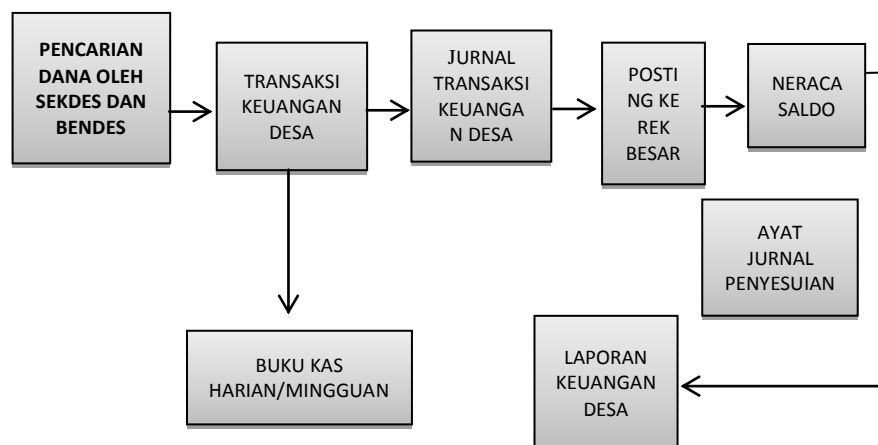 PENCARIAN
DANA OLEH
SEKDES DAN
BENDES
TRANSAKSI
KEUANGAN
DESA
JURNAL
TRANSAKSI
KEUANGA
N DESA
POSTI
NG KE
REK
BESAR
NERACA
SALDO
AYAT
JURNAL
PENYESUIAN
BUKU KAS
HARIAN/MINGGUAN
LAPORAN
KEUANGAN
DESA